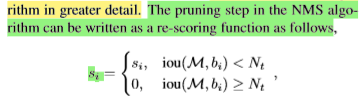 rithm in greater detail. The pruning step in the NMS algo-
rithm can be written as a re-scoring function as follows,
s_i = { s_i, iou(ℳ, b_i) < N_t
0, iou(ℳ, b_i) ≥ N_t ,